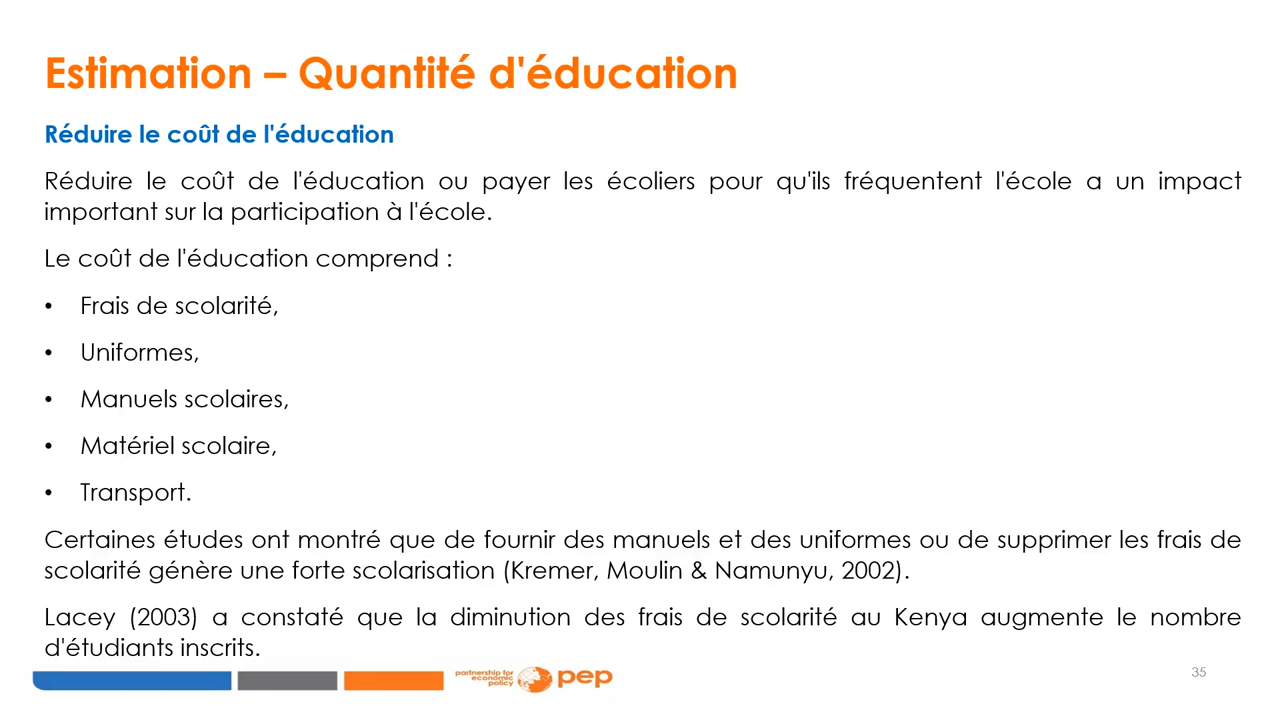 Estimation – Quantité d'éducation
Réduire le coût de l'éducation
Réduire le coût de l'éducation ou payer les écoliers pour qu'ils fréquentent l'école a un impact
important sur la participation à l'école.
Le coût de l'éducation comprend :
• Frais de scolarité,
• Uniformes,
• Manuels scolaires,
• Matériel scolaire,
• Transport.
Certaines études ont montré que de fournir des manuels et des uniformes ou de supprimer les frais de
scolarité génère une forte scolarisation (Kremer, Moulin & Namunyu, 2002).
Lacey (2003) a constaté que la diminution des frais de scolarité au Kenya augmente le nombre
d'étudiants inscrits.
partnership for
economic
policy
pep
35